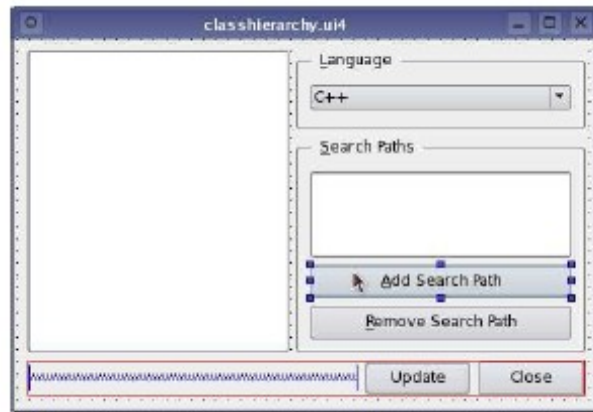 classhierarchy.ui4
Language
C++
Search Paths
Add Search Path
Remove Search Path
Update
Close